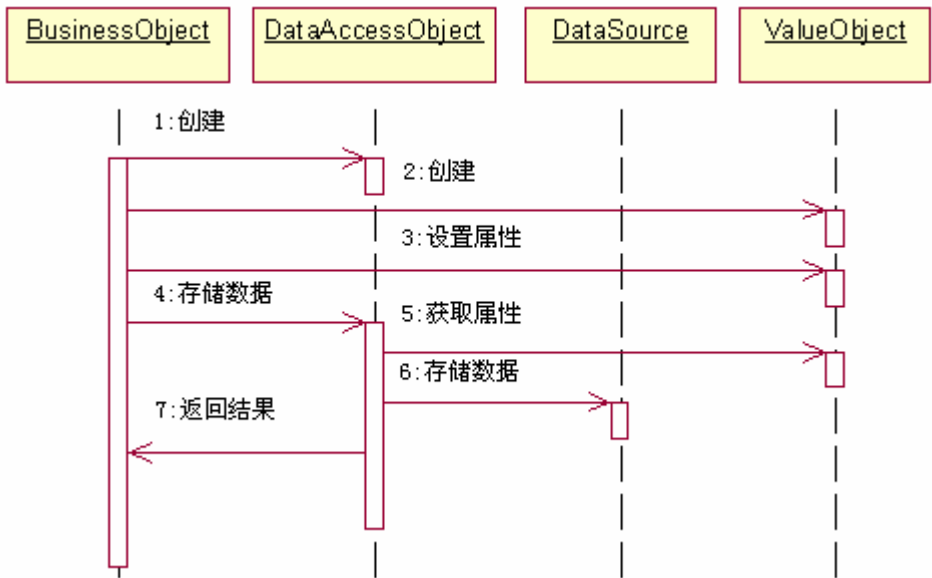 BusinessObject
DataAccessObject
DataSource
ValueObject
1:创建
2:创建
3:设置属性
4:存储数据
5:获取属性
6:存储数据
7:返回结果